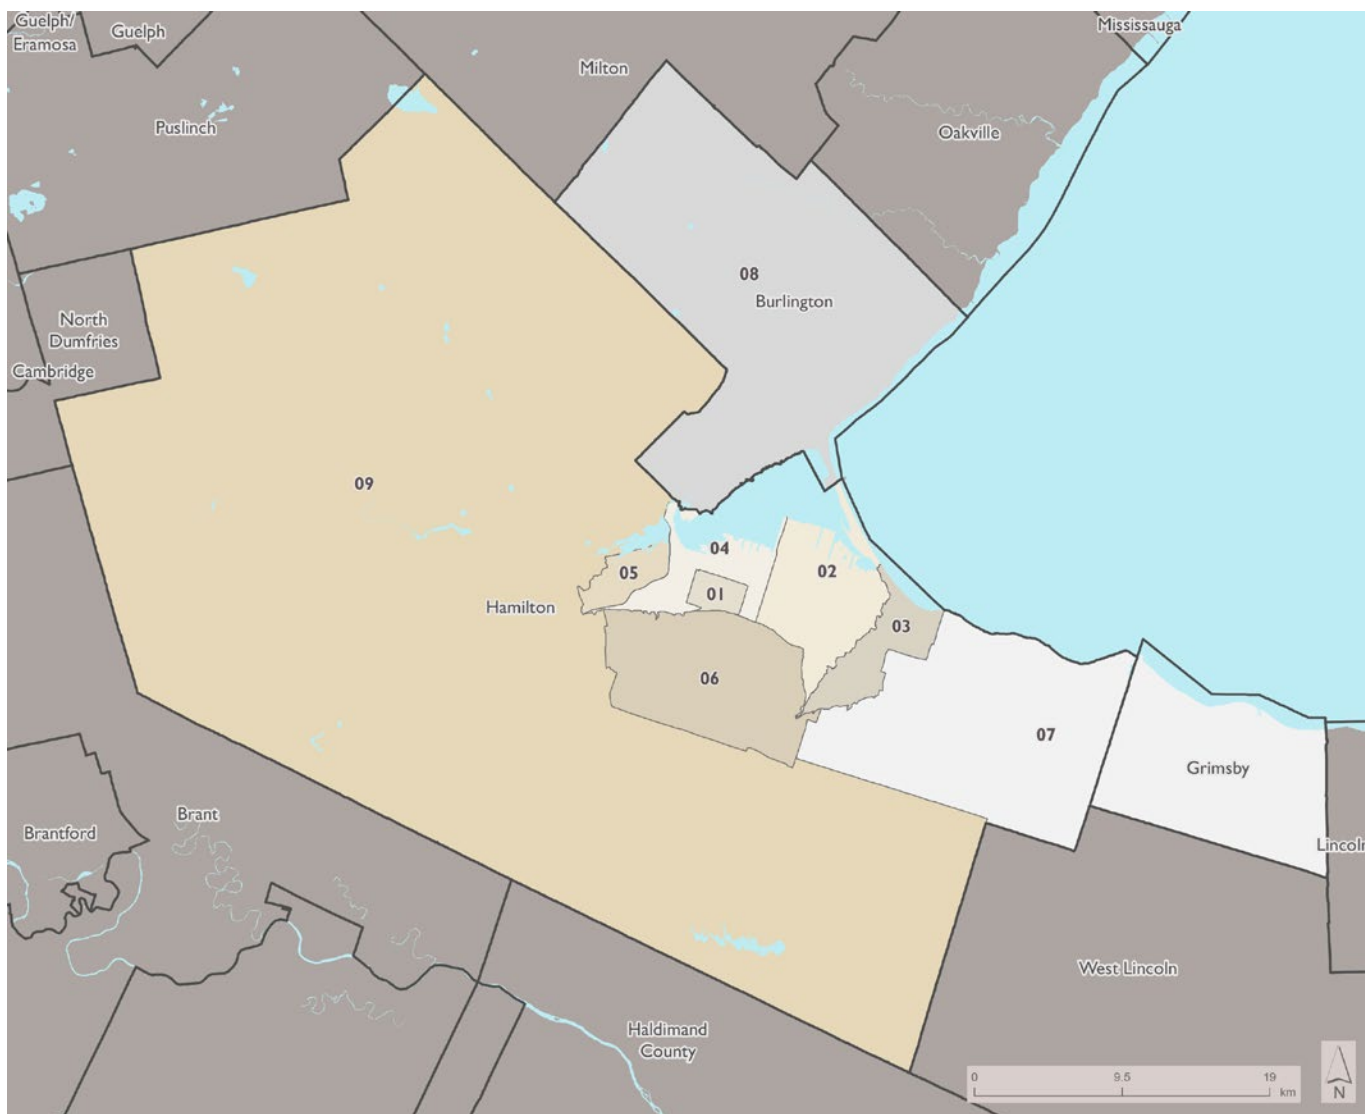 Guelph/
Eramosa
Guelph
Mississauga
Milton
Puslinch
Oakville
08
Burlington
North
Dumfries
Cambridge
09
04
02
05
01
Hamilton
03
06
07
Grimsby
Brant
Brantford
Lincoln
West Lincoln
Haldimand
County
0 9.5 19
km
N